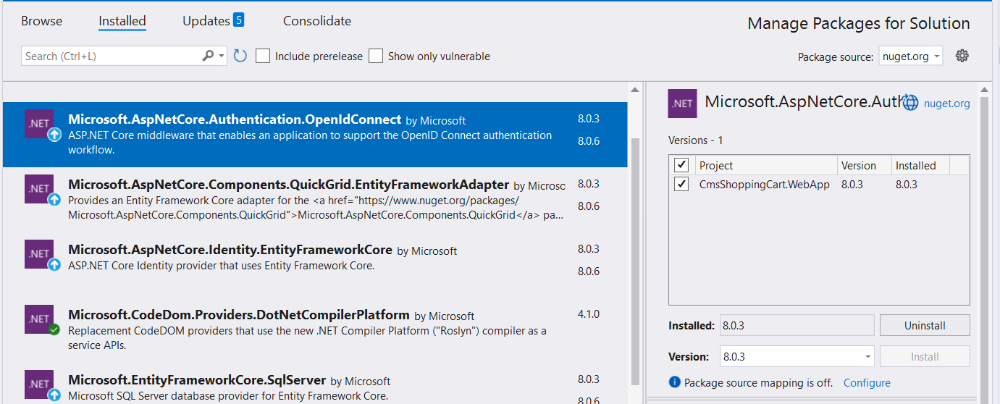 Browse Installed Updates 5 Consolidate
Manage Packages for Solution
Search (Ctrl+L) Include prerelease Show only vulnerable
Package source: nuget.org
.NET Microsoft.AspNetCore.Authentication.OpenIdConnect by Microsoft 8.0.3
ASP.NET Core middleware that enables an application to support the OpenID Connect authentication 8.0.6
workflow.
.NET Microsoft.AspNetCore.Components.QuickGrid.EntityFrameworkAdapter by Microso 8.0.3
Provides an Entity Framework Core adapter for the <a href="https://www.nuget.org/packages/ 8.0.6
Microsoft.AspNetCore.Components.QuickGrid">Microsoft.AspNetCore.Components.QuickGrid</a> pa...
.NET Microsoft.AspNetCore.Identity.EntityFrameworkCore by Microsoft 8.0.3
ASP.NET Core Identity provider that uses Entity Framework Core. 8.0.6
.NET Microsoft.CodeDom.Providers.DotNetCompilerPlatform by Microsoft 4.1.0
Replacement CodeDOM providers that use the new .NET Compiler Platform ("Roslyn") compiler as a
service APIs.
.NET Microsoft.EntityFrameworkCore.SqlServer by Microsoft 8.0.3
Microsoft SQL Server database provider for Entity Framework Core. 8.0.6
.NET Microsoft.AspNetCore.Aut nuget.org
Versions - 1
Project Version Installed
CmsShoppingCart.WebApp 8.0.3 8.0.3
Installed: 8.0.3 Uninstall
Version: 8.0.3 Install
Package source mapping is off. Configure